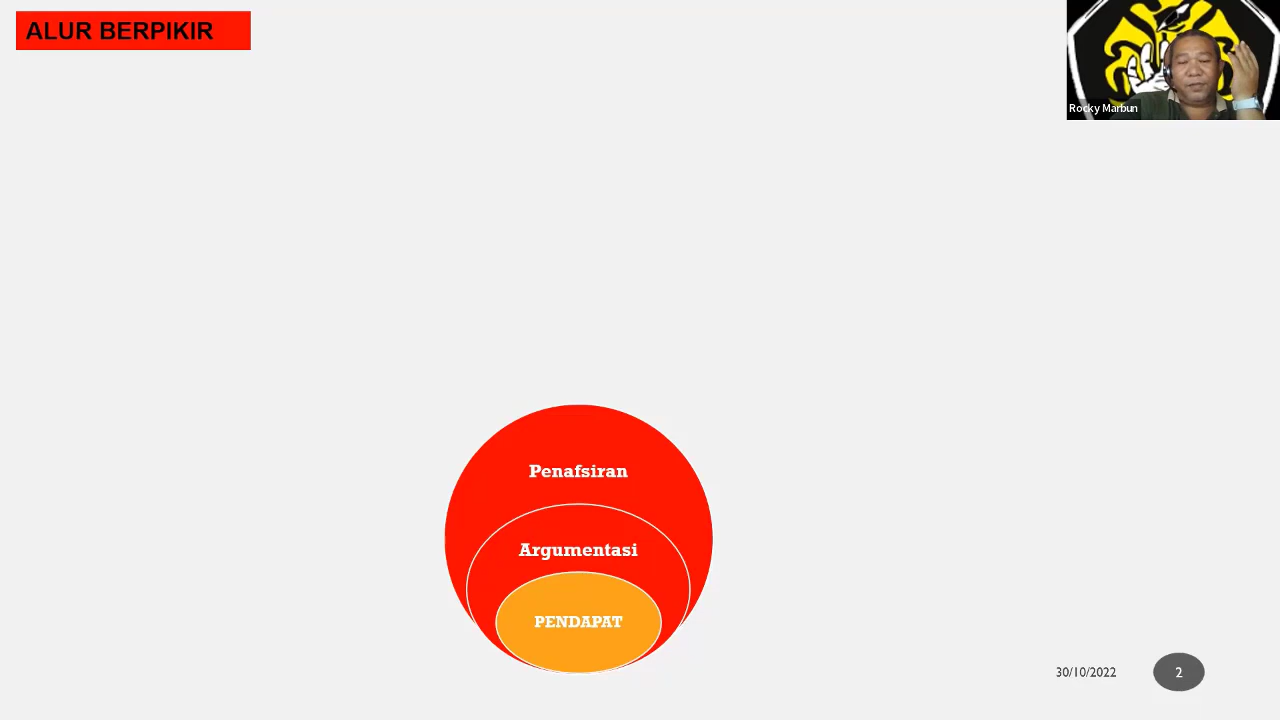 ALUR BERPIKIR
Rocky Marbun
Penafsiran
Argumentasi
PENDAPAT
30/10/2022
2